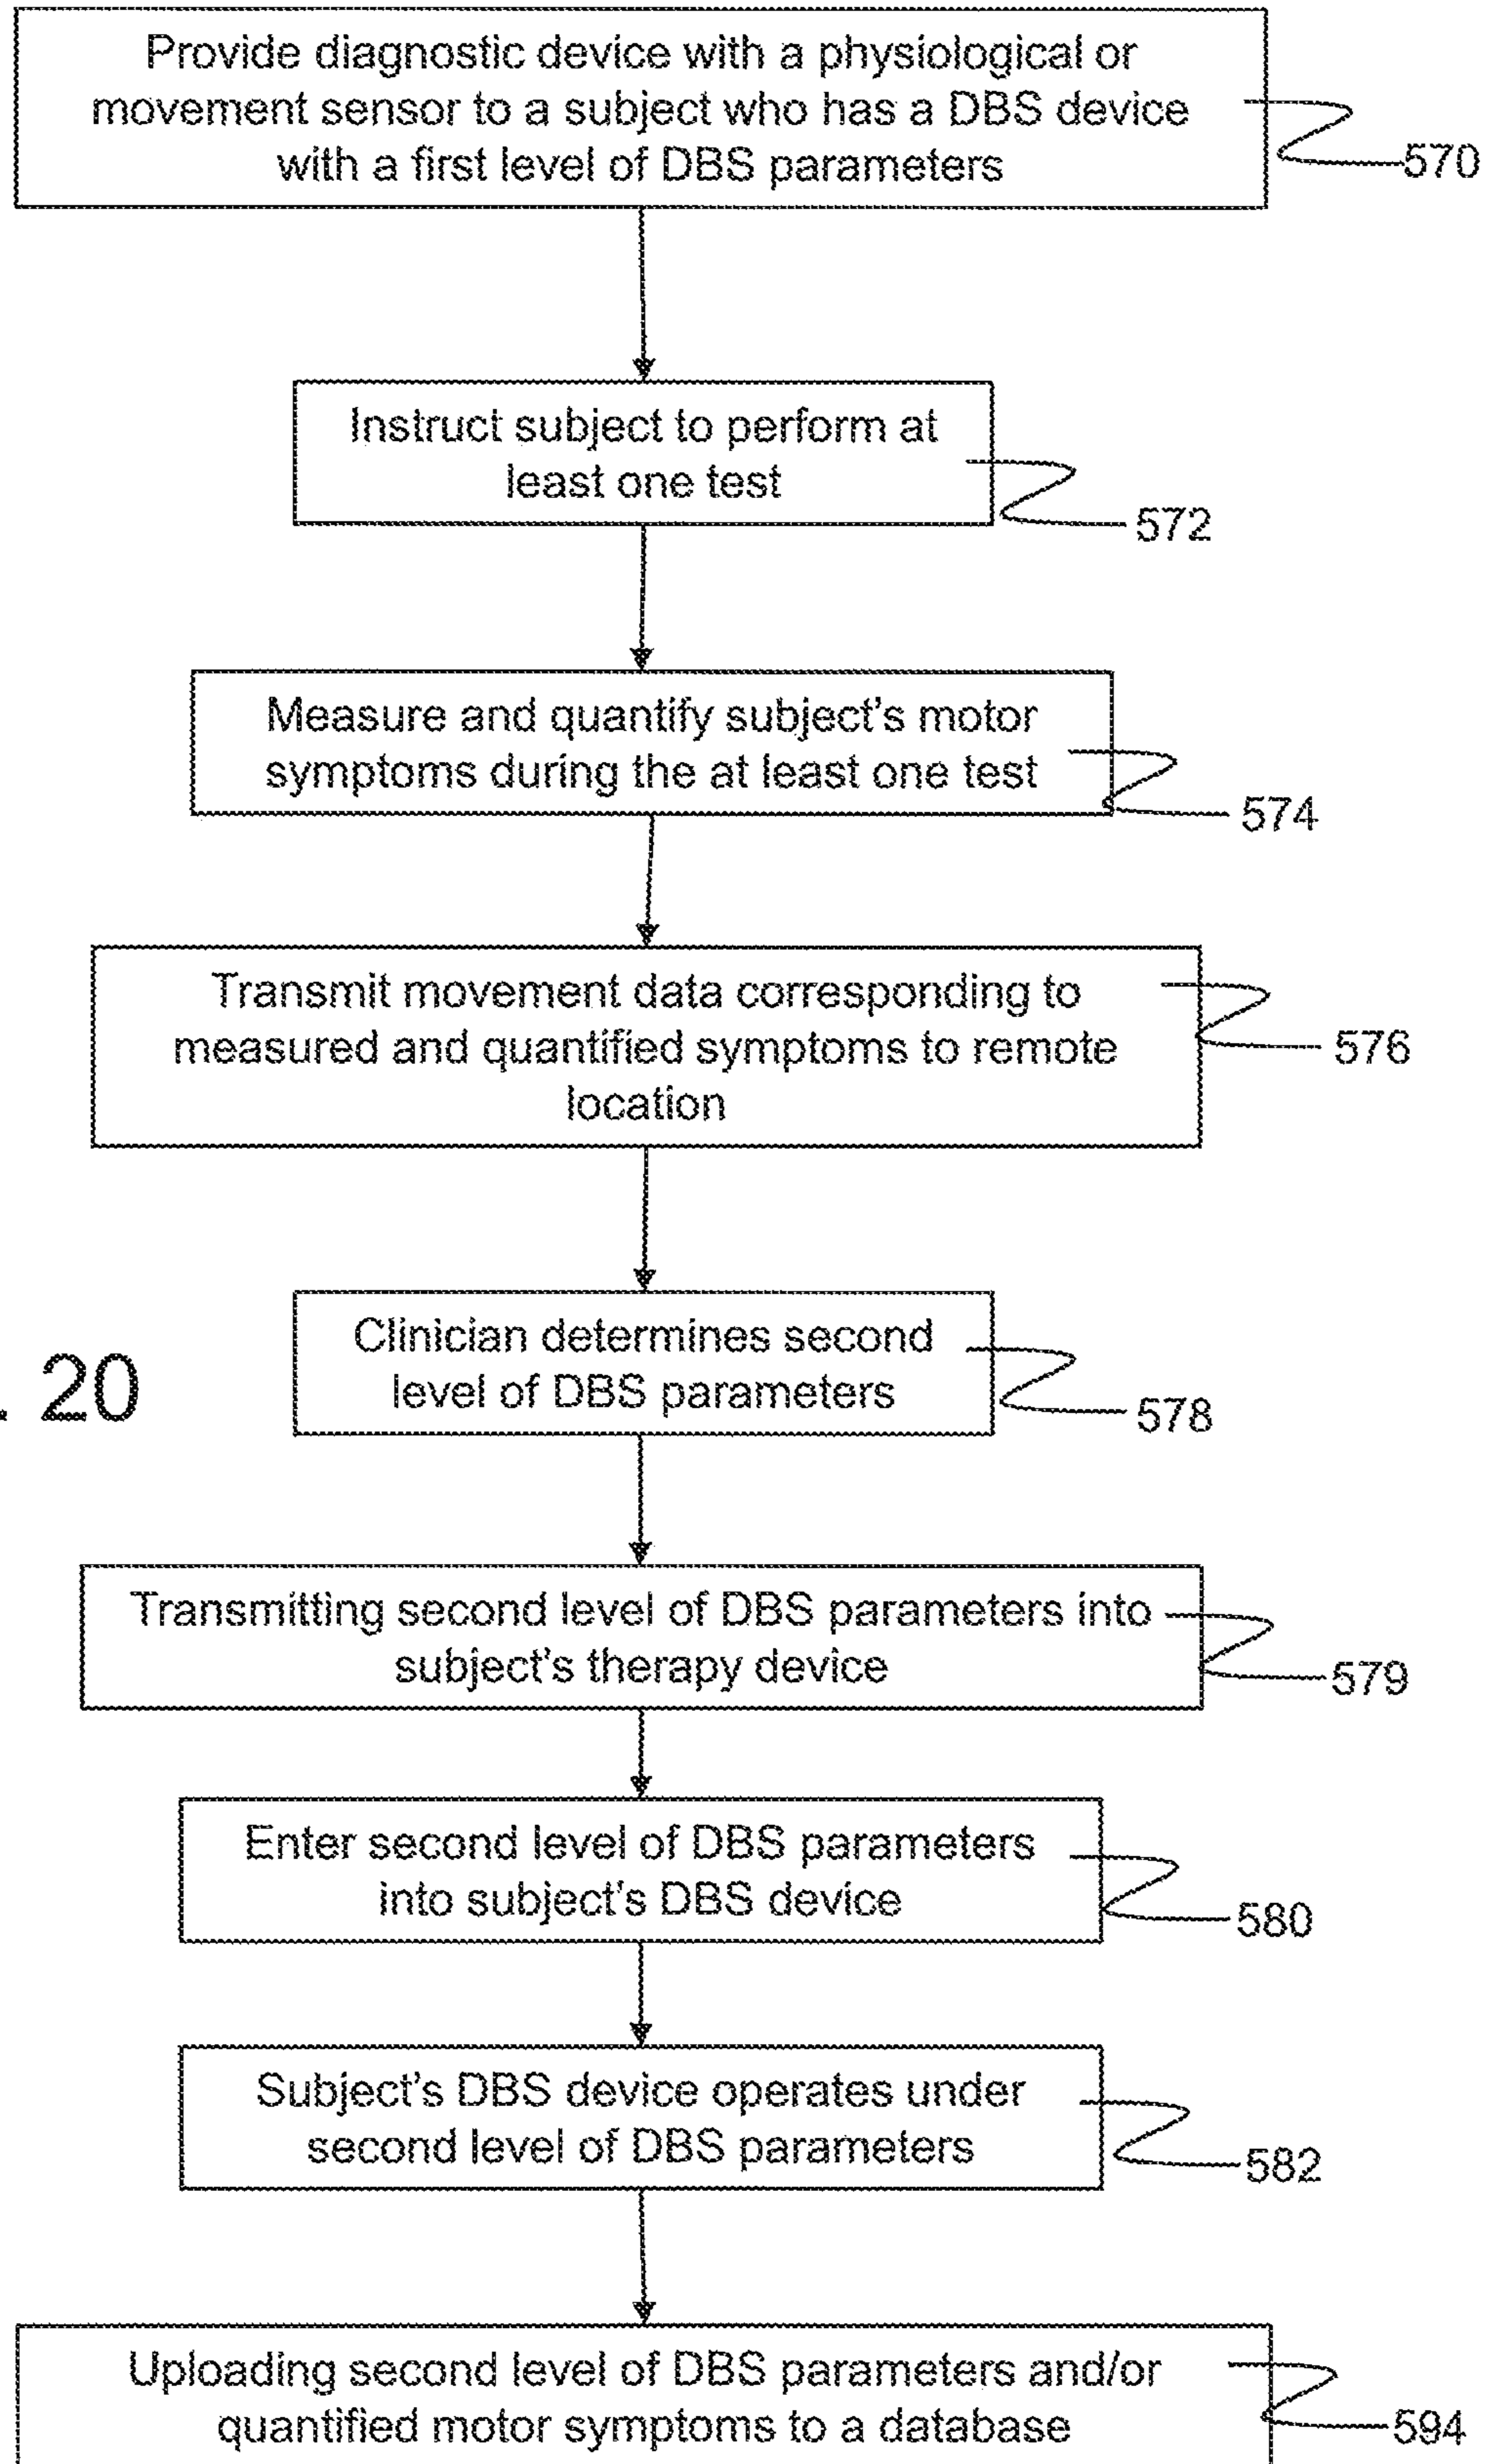 Provide diagnostic device with a physiological or
movement sensor to a subject who has a DBS device
with a first level of DBS parameters
570
Instruct subject to perform at
least one test
572
Measure and quantify subject's motor
symptoms during the at least one test
574
Transmit movement data corresponding to
measured and quantified symptoms to remote
location
576
Clinician determines second
level of DBS parameters
578
. 20
Transmitting second level of DBS parameters into
subject's therapy device
579
Enter second level of DBS parameters
into subject's DBS device
580
Subject's DBS device operates under
second level of DBS parameters
582
Uploading second level of DBS parameters and/or
quantified motor symptoms to a database
594